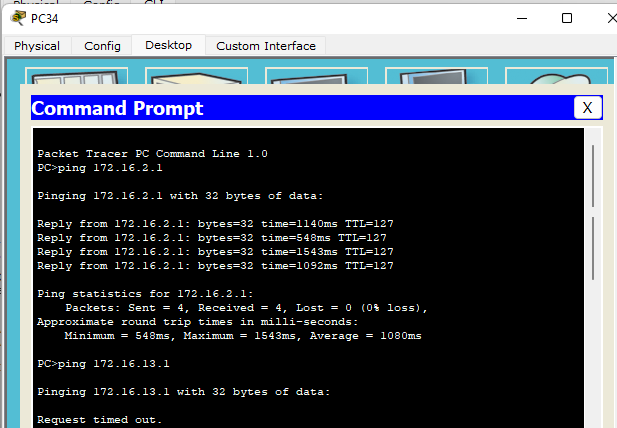 Physical Config CLI
PC34
Physical Config Desktop Custom Interface
Command Prompt X
Packet Tracer PC Command Line 1.0
PC>ping 172.16.2.1
Pinging 172.16.2.1 with 32 bytes of data:
Reply from 172.16.2.1: bytes=32 time=1140ms TTL=127
Reply from 172.16.2.1: bytes=32 time=548ms TTL=127
Reply from 172.16.2.1: bytes=32 time=1543ms TTL=127
Reply from 172.16.2.1: bytes=32 time=1092ms TTL=127
Ping statistics for 172.16.2.1:
Packets: Sent = 4, Received = 4, Lost = 0 (0% loss),
Approximate round trip times in milli-seconds:
Minimum = 548ms, Maximum = 1543ms, Average = 1080ms
PC>ping 172.16.13.1
Pinging 172.16.13.1 with 32 bytes of data:
Request timed out.